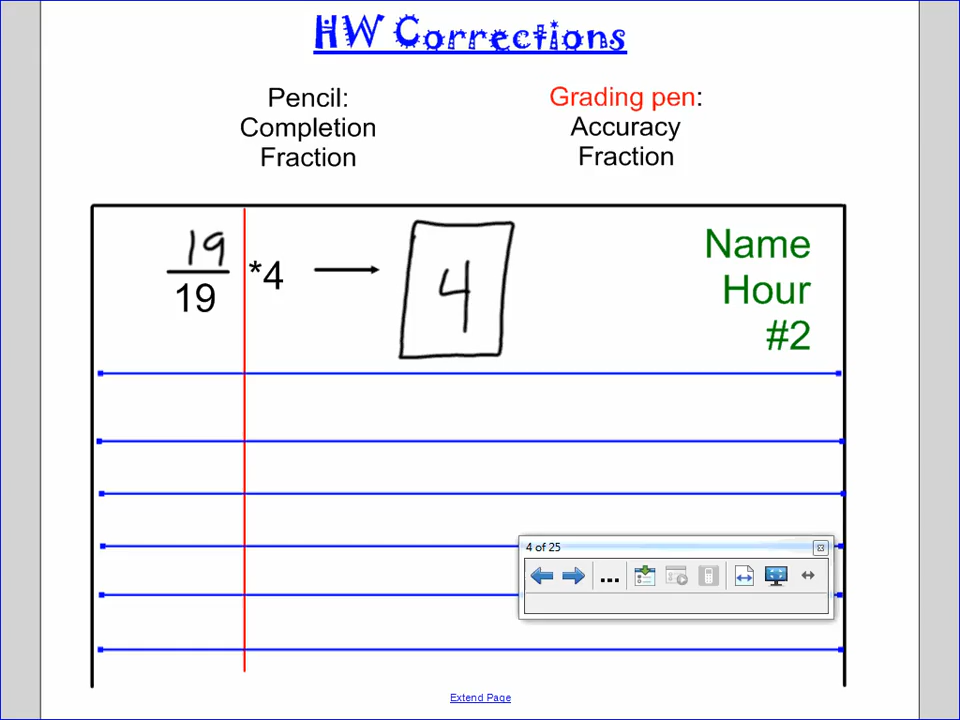 HW Corrections
Pencil:
Completion
Fraction
Grading pen:
Accuracy
Fraction
19
19
*4
4
Name
Hour
#2
4 of 25
...
Extend Page